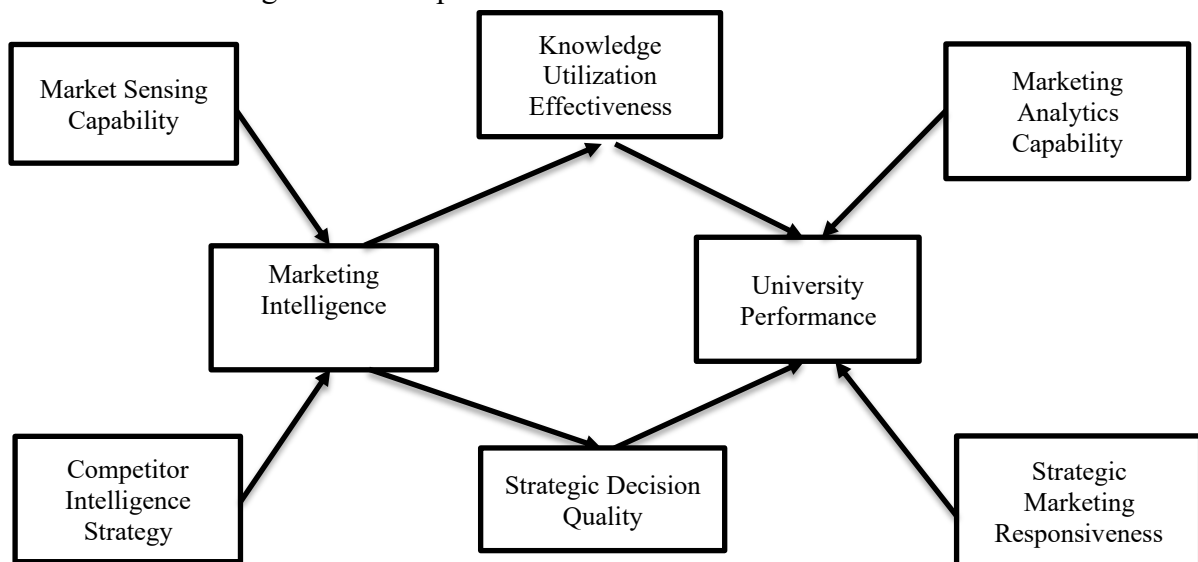 Knowledge
Utilization
Effectiveness
Market Sensing
Capability
Marketing
Analytics
Capability
Marketing
Intelligence
University
Performance
Competitor
Intelligence
Strategy
Strategic Decision
Quality
Strategic
Marketing
Responsiveness